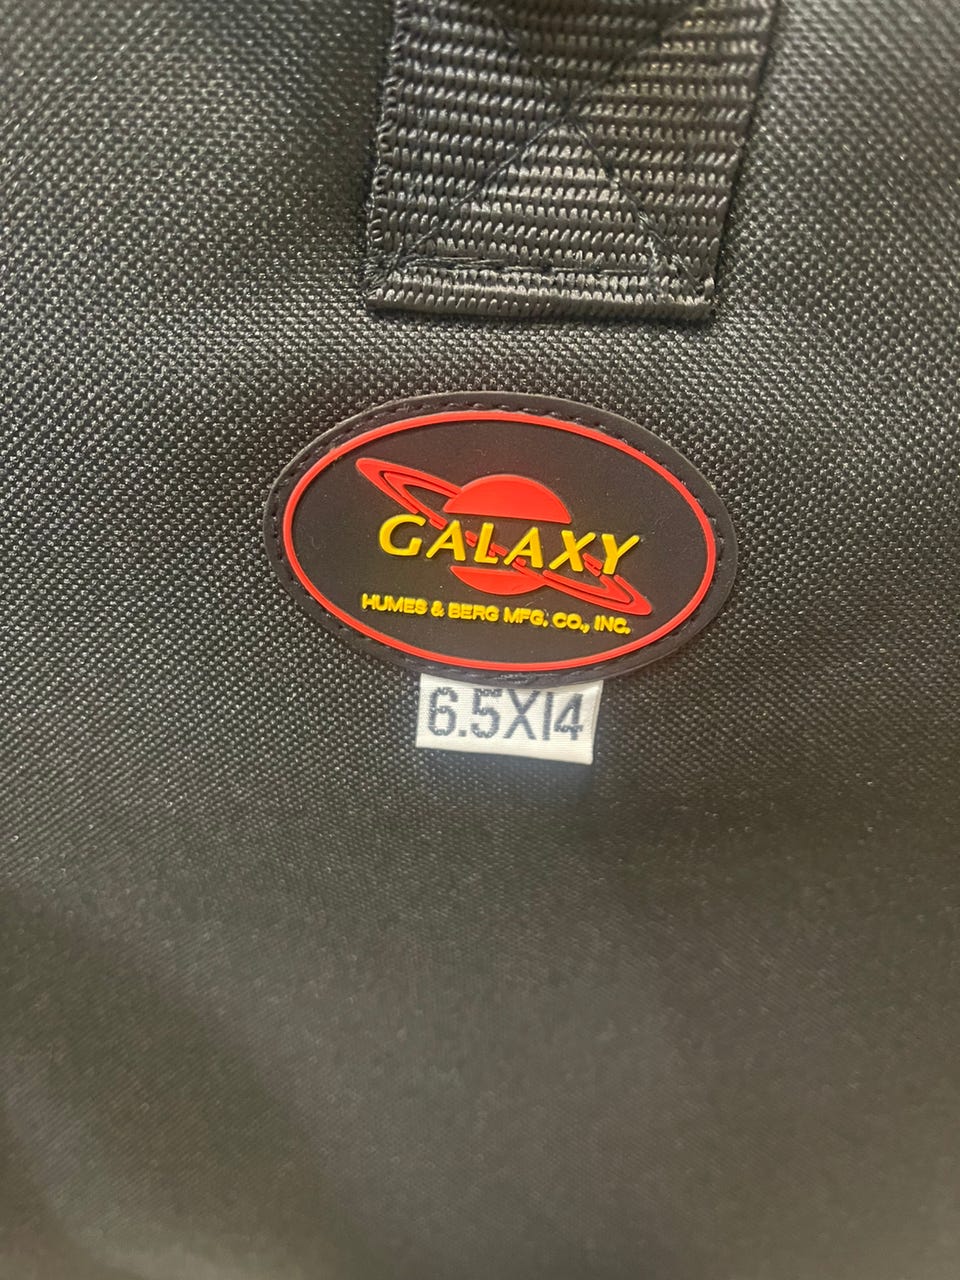 GALAXY
HUMES & BERG MFG. CO., INC.
6.5X14